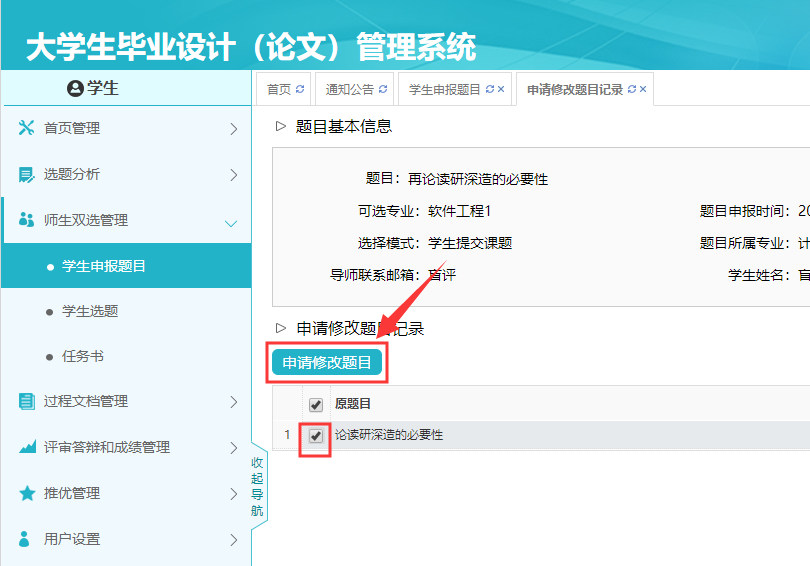 大学生毕业设计（论文）管理系统
学生
首页 通知公告 学生申报题目 申请修改题目记录
首页管理
选题分析
师生双选管理
学生申报题目
学生选题
任务书
过程文档管理
评审答辩和成绩管理
推优管理
用户设置
收起导航
题目基本信息
题目：再论读研深造的必要性
可选专业：软件工程1 题目申报时间：20
选择模式：学生提交课题 题目所属专业：计
导师联系邮箱：盲评 学生姓名：盲
申请修改题目记录
申请修改题目
原题目
1 论读研深造的必要性